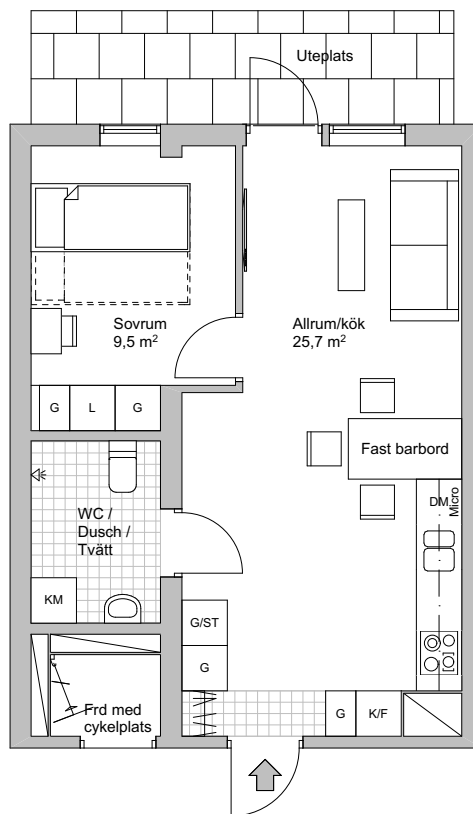 Uteplats
Sovrum
9,5 m²
Allrum/kök
25,7 m²
G
L
G
Fast barbord
DM
Micro
WC /
Dusch /
Tvätt
KM
G/ST
G
Frd med
cykelplats
G
K/F